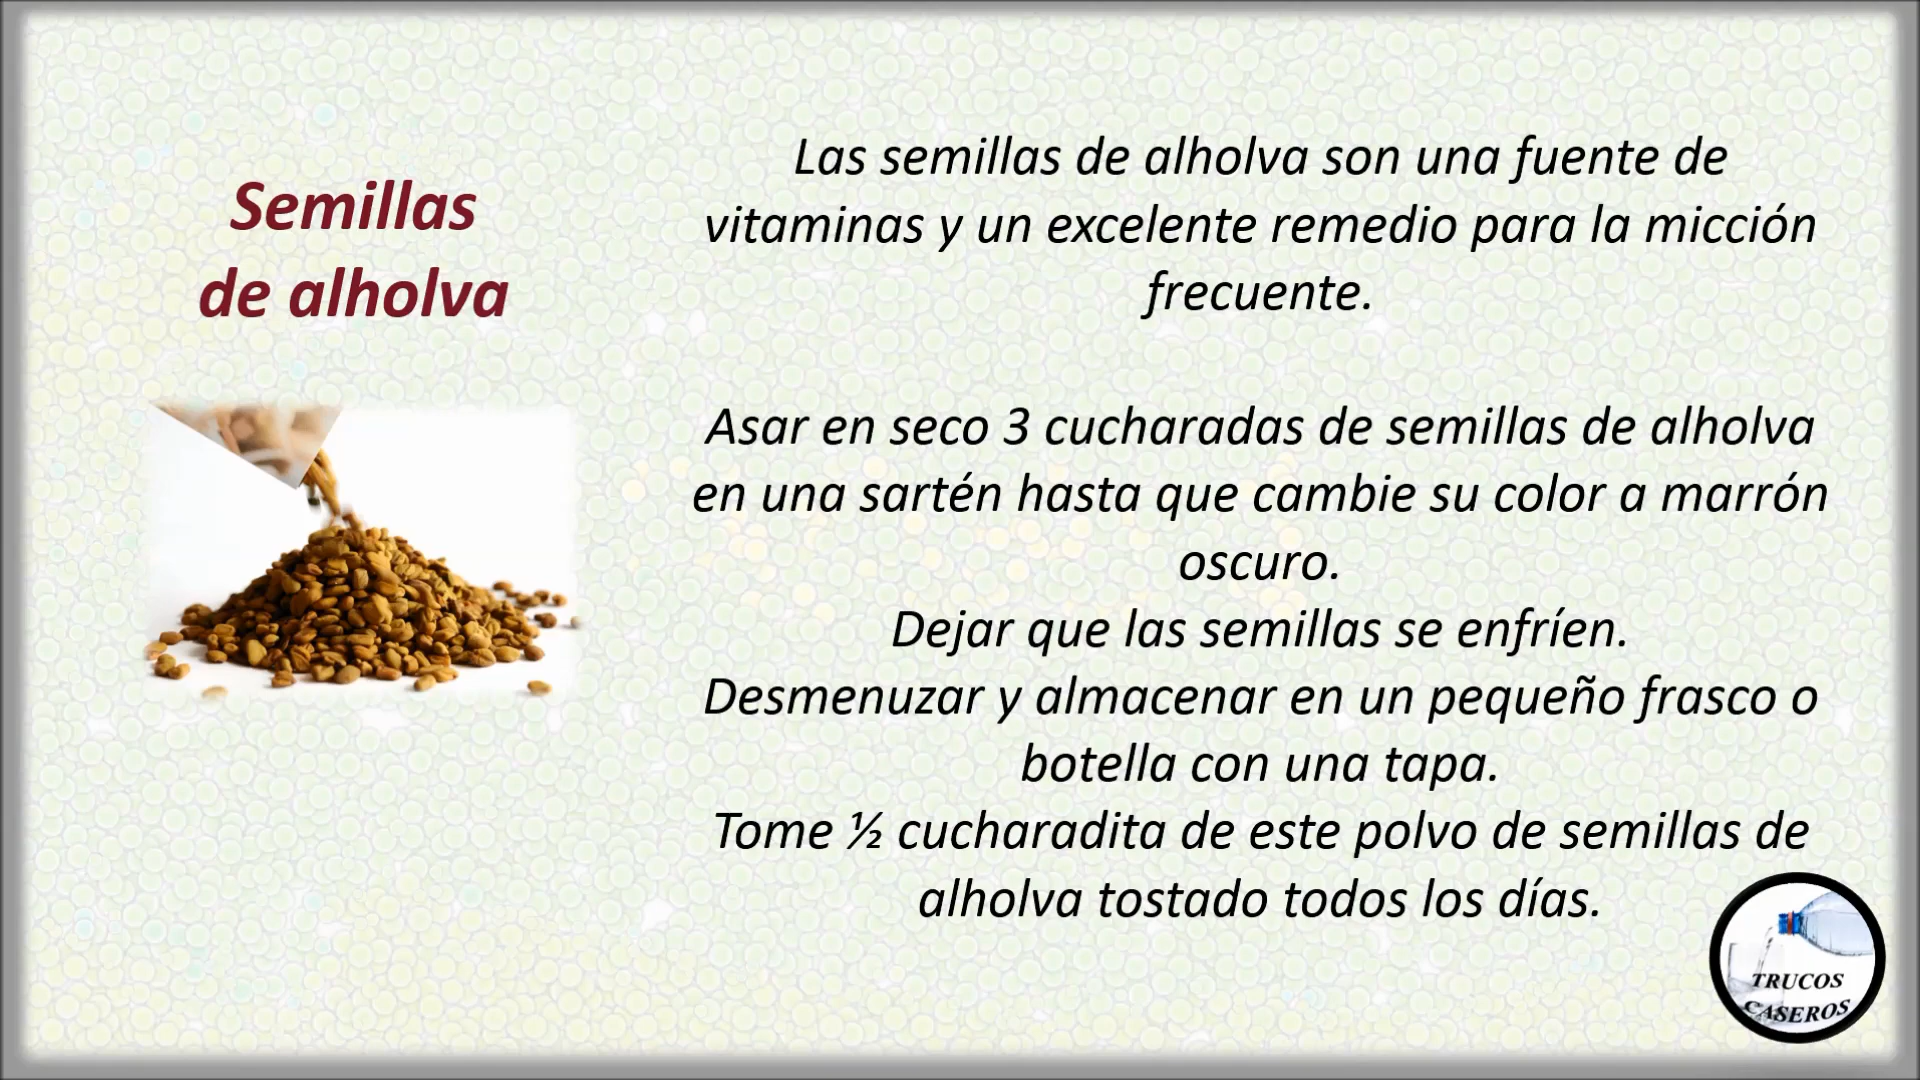 Semillas
de alholva
Las semillas de alholva son una fuente de
vitaminas y un excelente remedio para la micción
frecuente.
Asar en seco 3 cucharadas de semillas de alholva
en una sartén hasta que cambie su color a marrón
oscuro.
Dejar que las semillas se enfríen.
Desmenuzar y almacenar en un pequeño frasco o
botella con una tapa.
Tome ½ cucharadita de este polvo de semillas de
alholva tostado todos los días.
TRUCOS
CASEROS